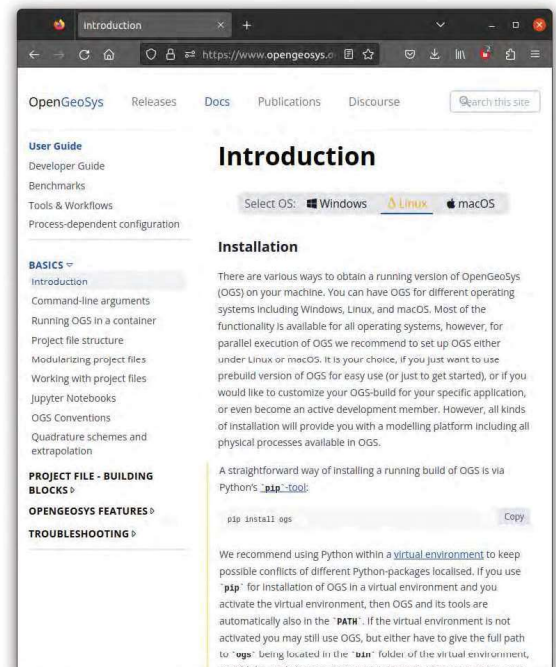 introduction
https://www.opengeosys.o
OpenGeoSys
Releases
Docs
Publications
Discourse
Search this site
User Guide
Developer Guide
Benchmarks
Tools & Workflows
Process-dependent configuration
BASICS
Introduction
Command-line arguments
Running OGS in a container
Project file structure
Modularizing project files
Working with project files
Jupyter Notebooks
OGS Conventions
Quadrature schemes and
extrapolation
PROJECT FILE - BUILDING
BLOCKS
OPENGEOSYS FEATURES
TROUBLESHOOTING
Introduction
Select OS: Windows Linux macOS
Installation
There are various ways to obtain a running version of OpenGeoSys
(OGS) on your machine. You can have OGS for different operating
systems including Windows, Linux, and macOS. Most of the
functionality is available for all operating systems, however, for
parallel execution of OGS we recommend to set up OGS either
under Linux or macOS. It is your choice, if you just want to use
prebuild version of OGS for easy use (or just to get started), or if you
would like to customize your OGS-build for your specific application,
or even become an active development member. However, all kinds
of installation will provide you with a modelling platform including all
physical processes available in OGS.
A straightforward way of installing a running build of OGS is via
Python's `pip`-tool:
pip install ogs
Copy
We recommend using Python within a virtual environment to keep
possible conflicts of different Python-packages localised. If you use
`pip` for installation of OGS in a virtual environment and you
activate the virtual environment, then OGS and its tools are
automatically also in the `PATH`. If the virtual environment is not
activated you may still use OGS, but either have to give the full path
to `ogs` being located in the `bin` folder of the virtual environment,